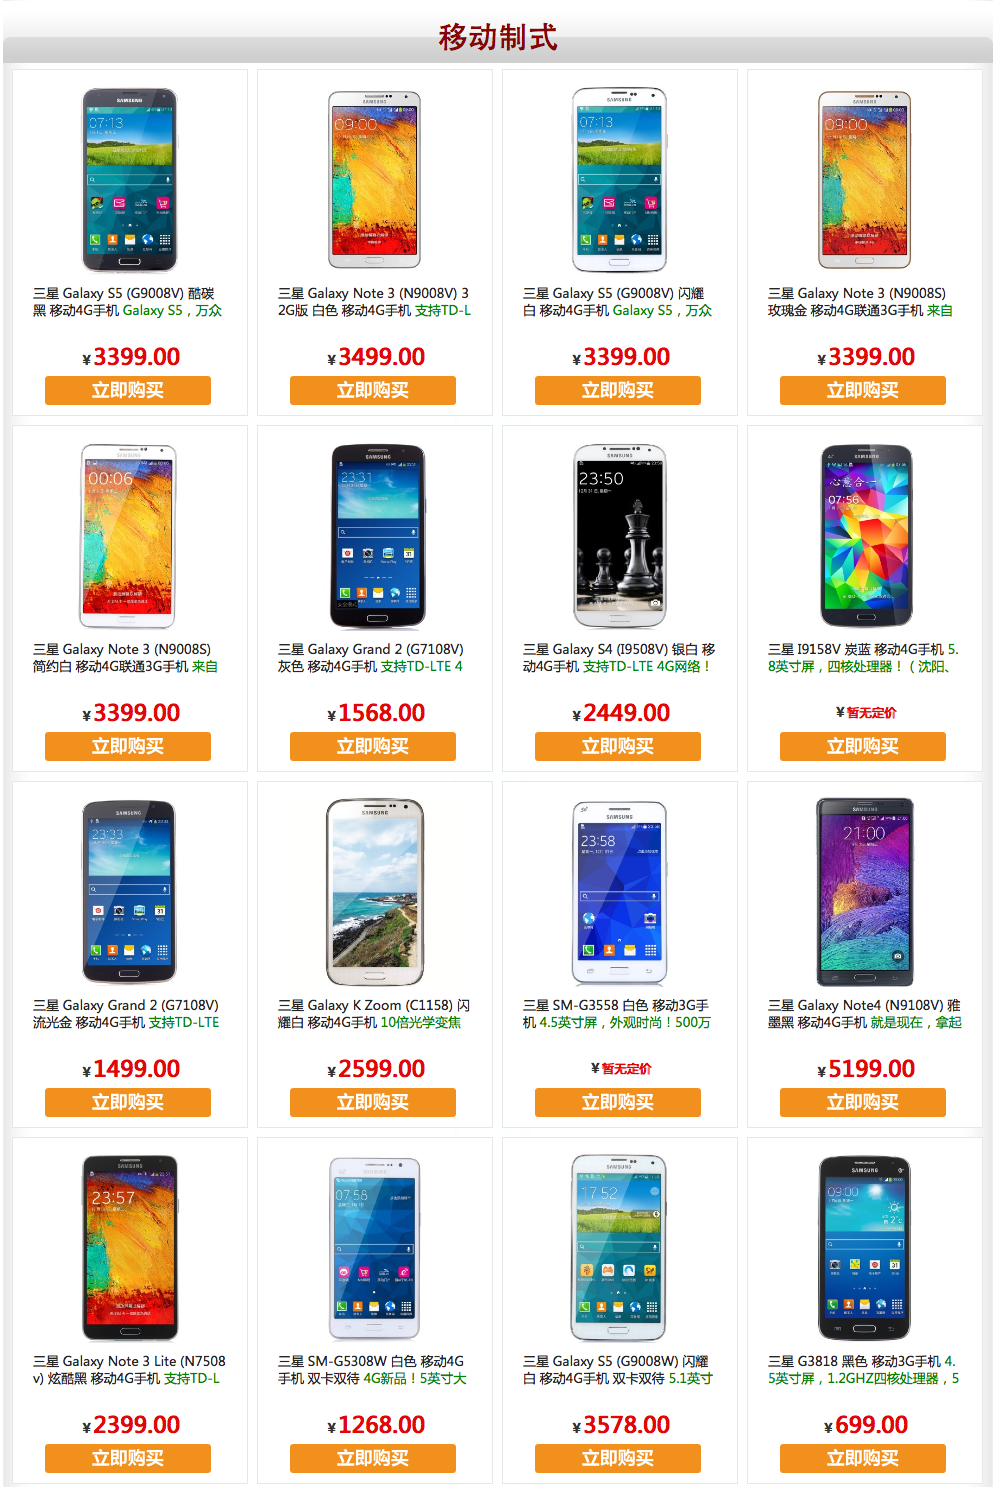 移动制式
三星 Galaxy S5 (G9008V) 酷碳
黑 移动4G手机 Galaxy S5，万众
¥3399.00
立即购买
三星 Galaxy Note 3 (N9008V) 3
2G版 白色 移动4G手机 支持TD-L
¥3499.00
立即购买
三星 Galaxy S5 (G9008V) 闪耀
白 移动4G手机 Galaxy S5，万众
¥3399.00
立即购买
三星 Galaxy Note 3 (N9008S)
玫瑰金 移动4G联通3G手机 来自
¥3399.00
立即购买
三星 Galaxy Note 3 (N9008S)
简约白 移动4G联通3G手机 来自
¥3399.00
立即购买
三星 Galaxy Grand 2 (G7108V)
灰色 移动4G手机 支持TD-LTE 4
¥1568.00
立即购买
三星 Galaxy S4 (I9508V) 银白 移
动4G手机 支持TD-LTE 4G网络！
¥2449.00
立即购买
心意合一
07:56
三星 I9158V 炭蓝 移动4G手机 5.
8英寸屏，四核处理器！（沈阳、
¥暂无定价
立即购买
三星 Galaxy Grand 2 (G7108V)
流光金 移动4G手机 支持TD-LTE
¥1499.00
立即购买
三星 Galaxy K Zoom (C1158) 闪
耀白 移动4G手机 10倍光学变焦
¥2599.00
立即购买
三星 SM-G3558 白色 移动3G手
机 4.5英寸屏，外观时尚！500万
¥暂无定价
立即购买
三星 Galaxy Note4 (N9108V) 雅
墨黑 移动4G手机 就是现在，拿起
¥5199.00
立即购买
三星 Galaxy Note 3 Lite (N7508
v) 炫酷黑 移动4G手机 支持TD-L
¥2399.00
立即购买
三星 SM-G5308W 白色 移动4G
手机 双卡双待 4G新品！5英寸大
¥1268.00
立即购买
三星 Galaxy S5 (G9008W) 闪耀
白 移动4G手机 双卡双待 5.1英寸
¥3578.00
立即购买
三星 G3818 黑色 移动3G手机 4.
5英寸屏，1.2GHZ四核处理器，5
¥699.00
立即购买